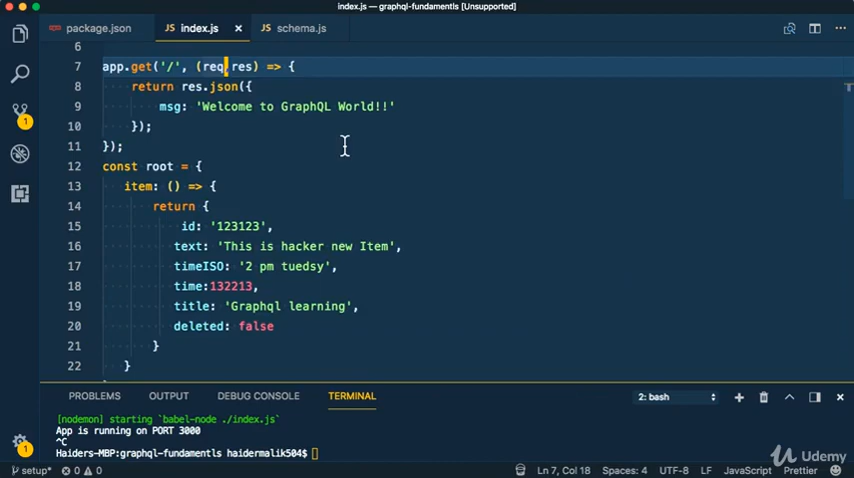 index.js — graphql-fundamentls [Unsupported]
package.json
index.js ×
schema.js
6
7 app.get('/', (req,res) => {
8 return res.json({
9 msg: 'Welcome to GraphQL World!!'
10 });
11 });
12 const root = {
13 item: () => {
14 return {
15 id: '123123',
16 text: 'This is hacker new Item',
17 timeISO: '2 pm tuedsy',
18 time:132213,
19 title: 'Graphql learning',
20 deleted: false
21 }
22 }
1
PROBLEMS OUTPUT DEBUG CONSOLE TERMINAL 2: bash
[nodemon] starting `babel-node ./index.js`
App is running on PORT 3000
^C
Haiders-MBP:graphql-fundamentls haidermalik504$
1
setup* 0 0 Ln 7, Col 18 Spaces: 4 UTF-8 LF JavaScript Prettier
Udemy